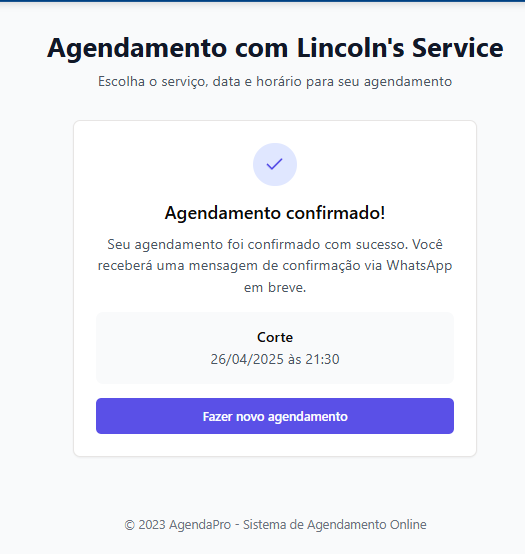 Agendamento com Lincoln's Service
Escolha o serviço, data e horário para seu agendamento
Agendamento confirmado!
Seu agendamento foi confirmado com sucesso. Você
receberá uma mensagem de confirmação via WhatsApp
em breve.
Corte
26/04/2025 às 21:30
Fazer novo agendamento
© 2023 AgendaPro - Sistema de Agendamento Online